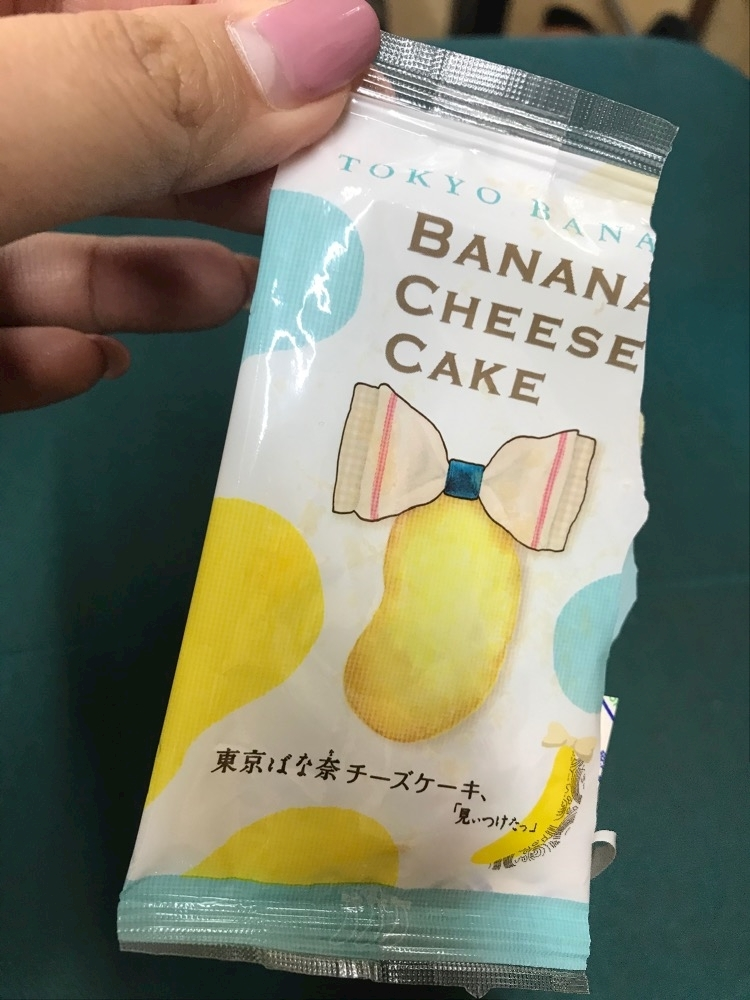 TOKYO BANA
BANANA
CHEESE
CAKE
東京ばな奈チーズケーキ、
「見ぃつけたっ」